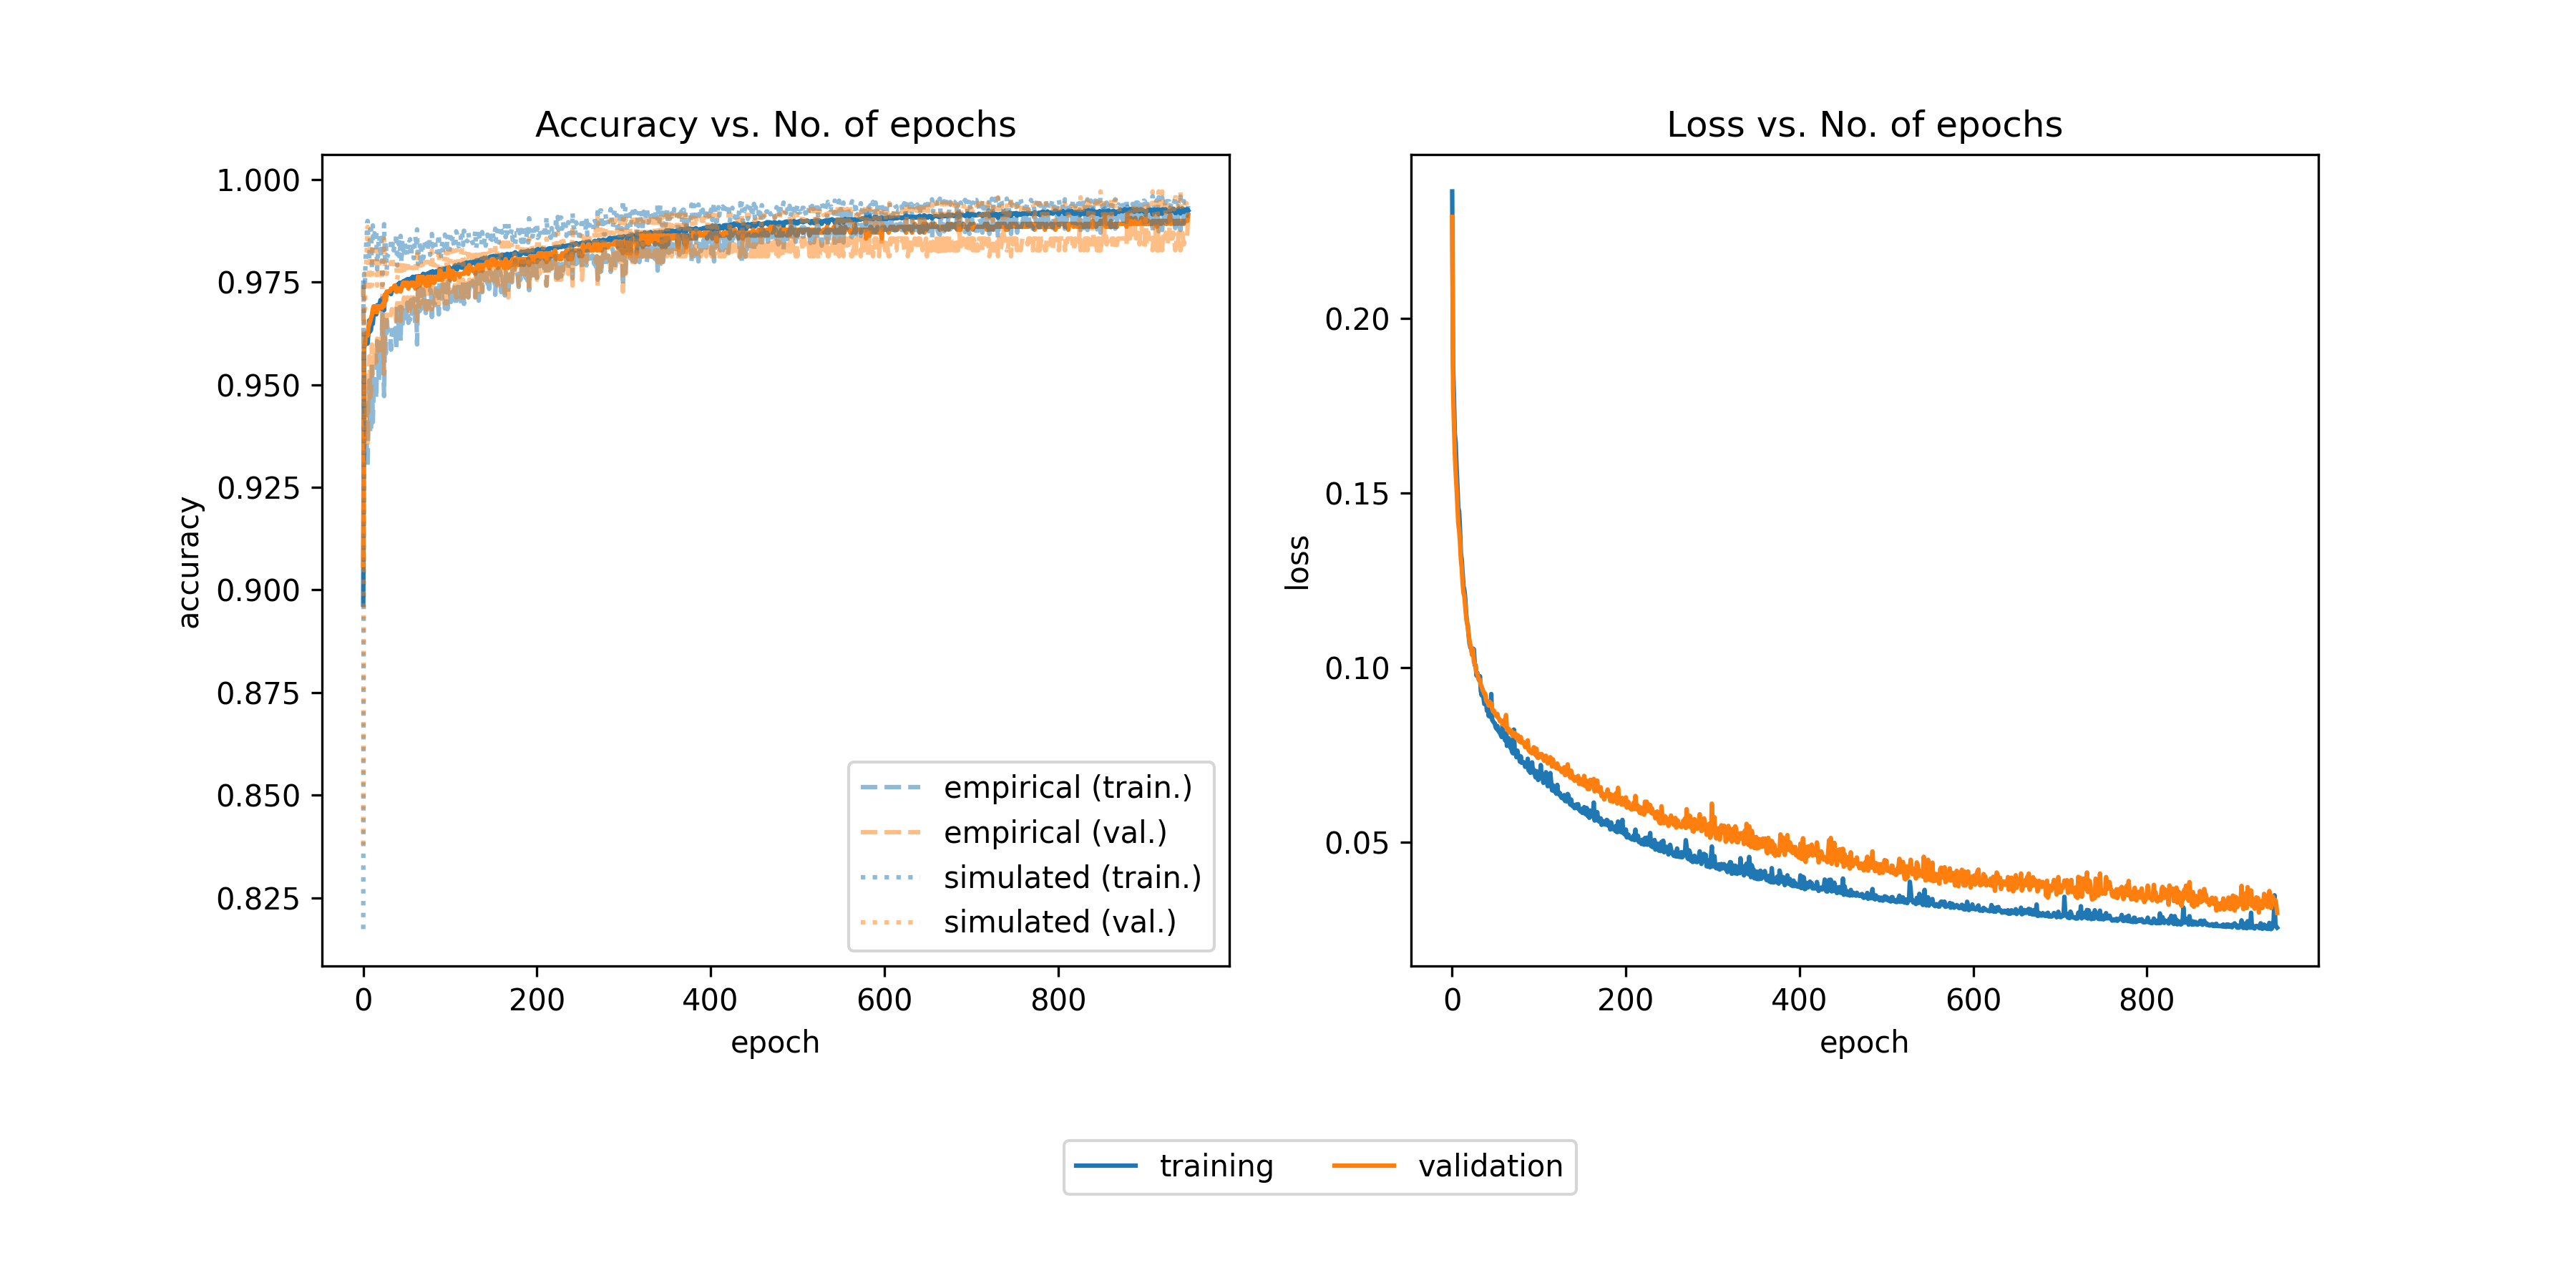 Accuracy vs. No. of epochs
1.000
0.975
0.950
0.925
0.900
0.875
0.850
0.825
accuracy
0 200 400 600 800
epoch
empirical (train.)
empirical (val.)
simulated (train.)
simulated (val.)
Loss vs. No. of epochs
0.20
0.15
0.10
0.05
loss
0 200 400 600 800
epoch
training validation